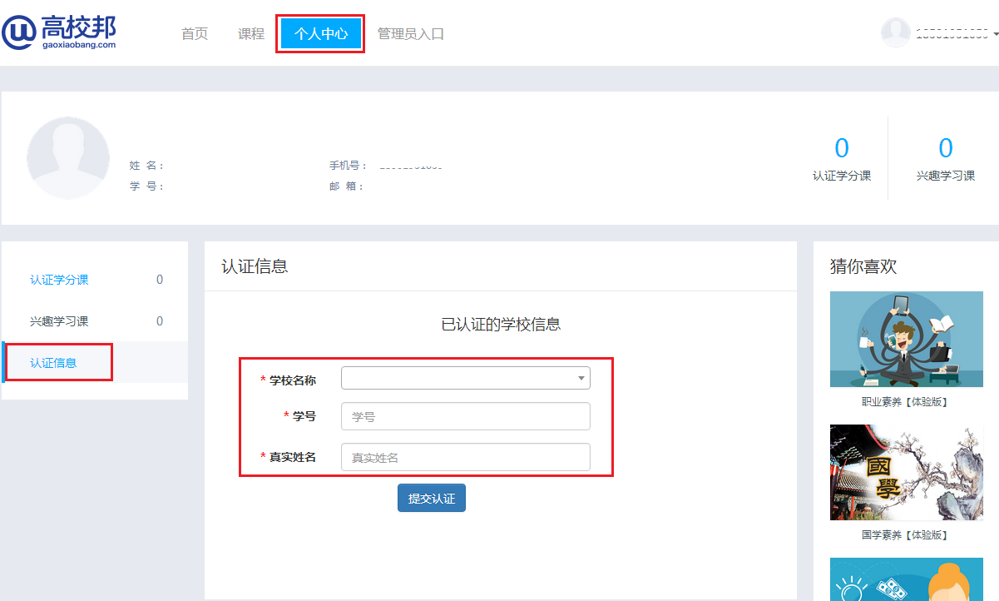 高校邦
gaoxiaobang.com
首页 课程 个人中心 管理员入口
姓 名：
学 号：
手机号：
邮 箱：
0
认证学分课
0
兴趣学习课
认证学分课 0
兴趣学习课 0
认证信息
认证信息
已认证的学校信息
* 学校名称
* 学号 学号
* 真实姓名 真实姓名
提交认证
猜你喜欢
职业素养【体验版】
國學
国学素养【体验版】